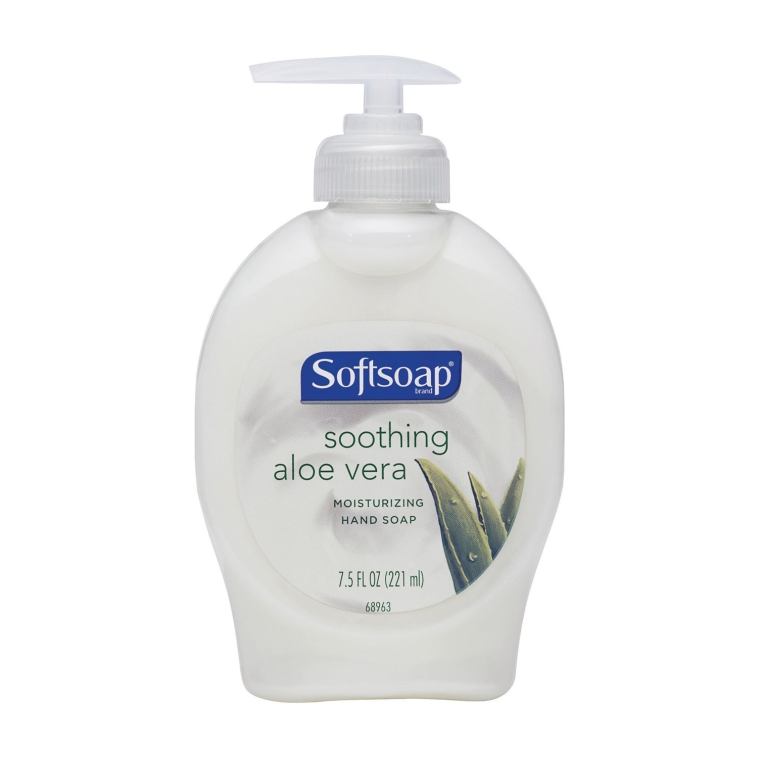 Softsoap®
brand
soothing
aloe vera
MOISTURIZING
HAND SOAP
7.5 FL OZ (221 ml)
68963